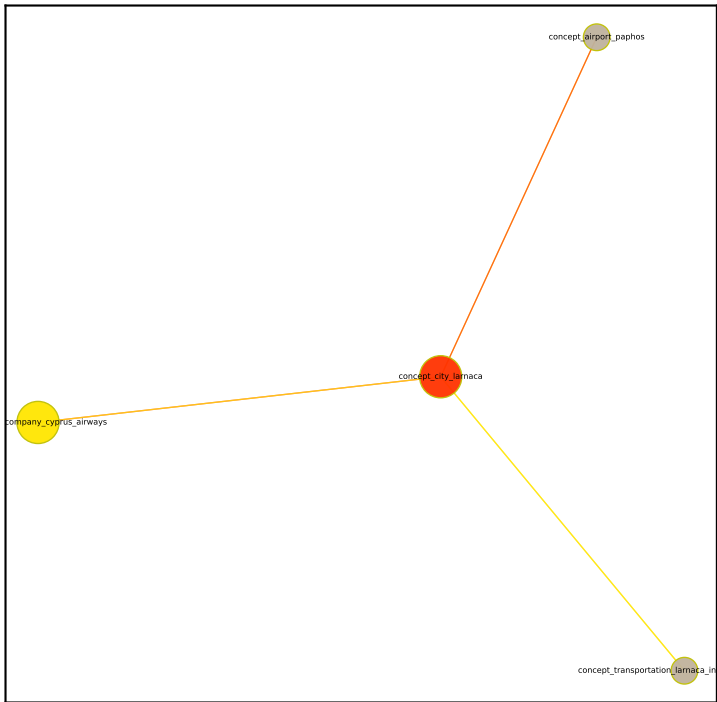 concept_airport_paphos
concept_city_larnaca
company_cyprus_airways
concept_transportation_larnaca_in